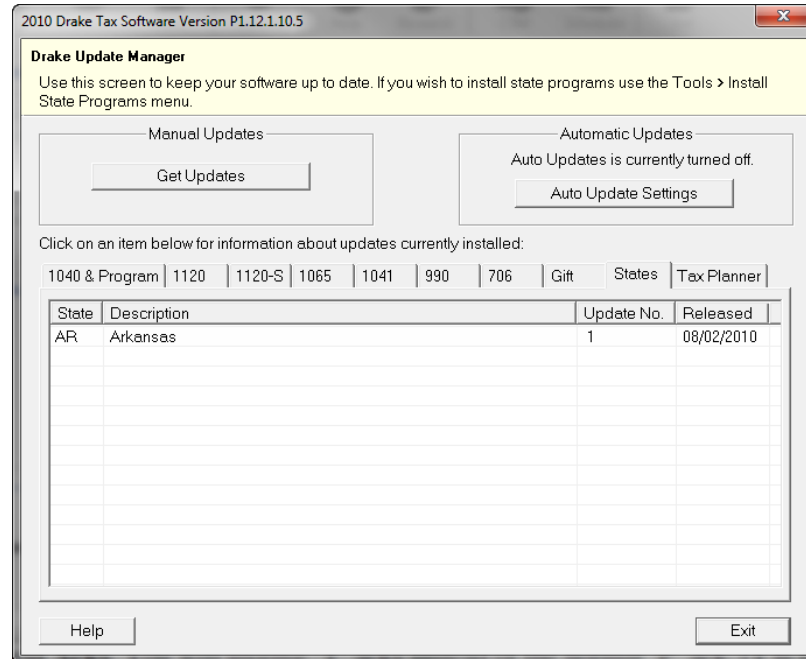 2010 Drake Tax Software Version P1.12.1.10.5
Drake Update Manager
Use this screen to keep your software up to date. If you wish to install state programs use the Tools > Install
State Programs menu.
Manual Updates
Automatic Updates
Auto Updates is currently turned off.
Get Updates
Auto Update Settings
Click on an item below for information about updates currently installed:
1040 & Program 1120 1120-S 1065 1041 990 706 Gift States Tax Planner
State Description Update No. Released
AR Arkansas 1 08/02/2010
Help Exit